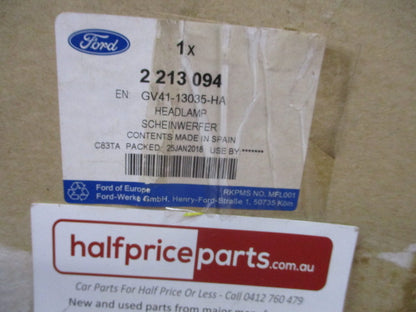 Ford
1 x
2 213 094
EN: GV41-13035-HA
HEADLAMP
SCHEINWERFER
CONTENTS MADE IN SPAIN
C83TA PACKED: 25JAN2018 USE BY:*******
Ford of Europe
Ford-Werke GmbH, Henry-Ford-Straße 1, 50735 Köln
RKPMS NO. MFL001
halfpriceparts.com.au
Car Parts For Half Price Or Less - Call 0412 760 479
New and used parts from major